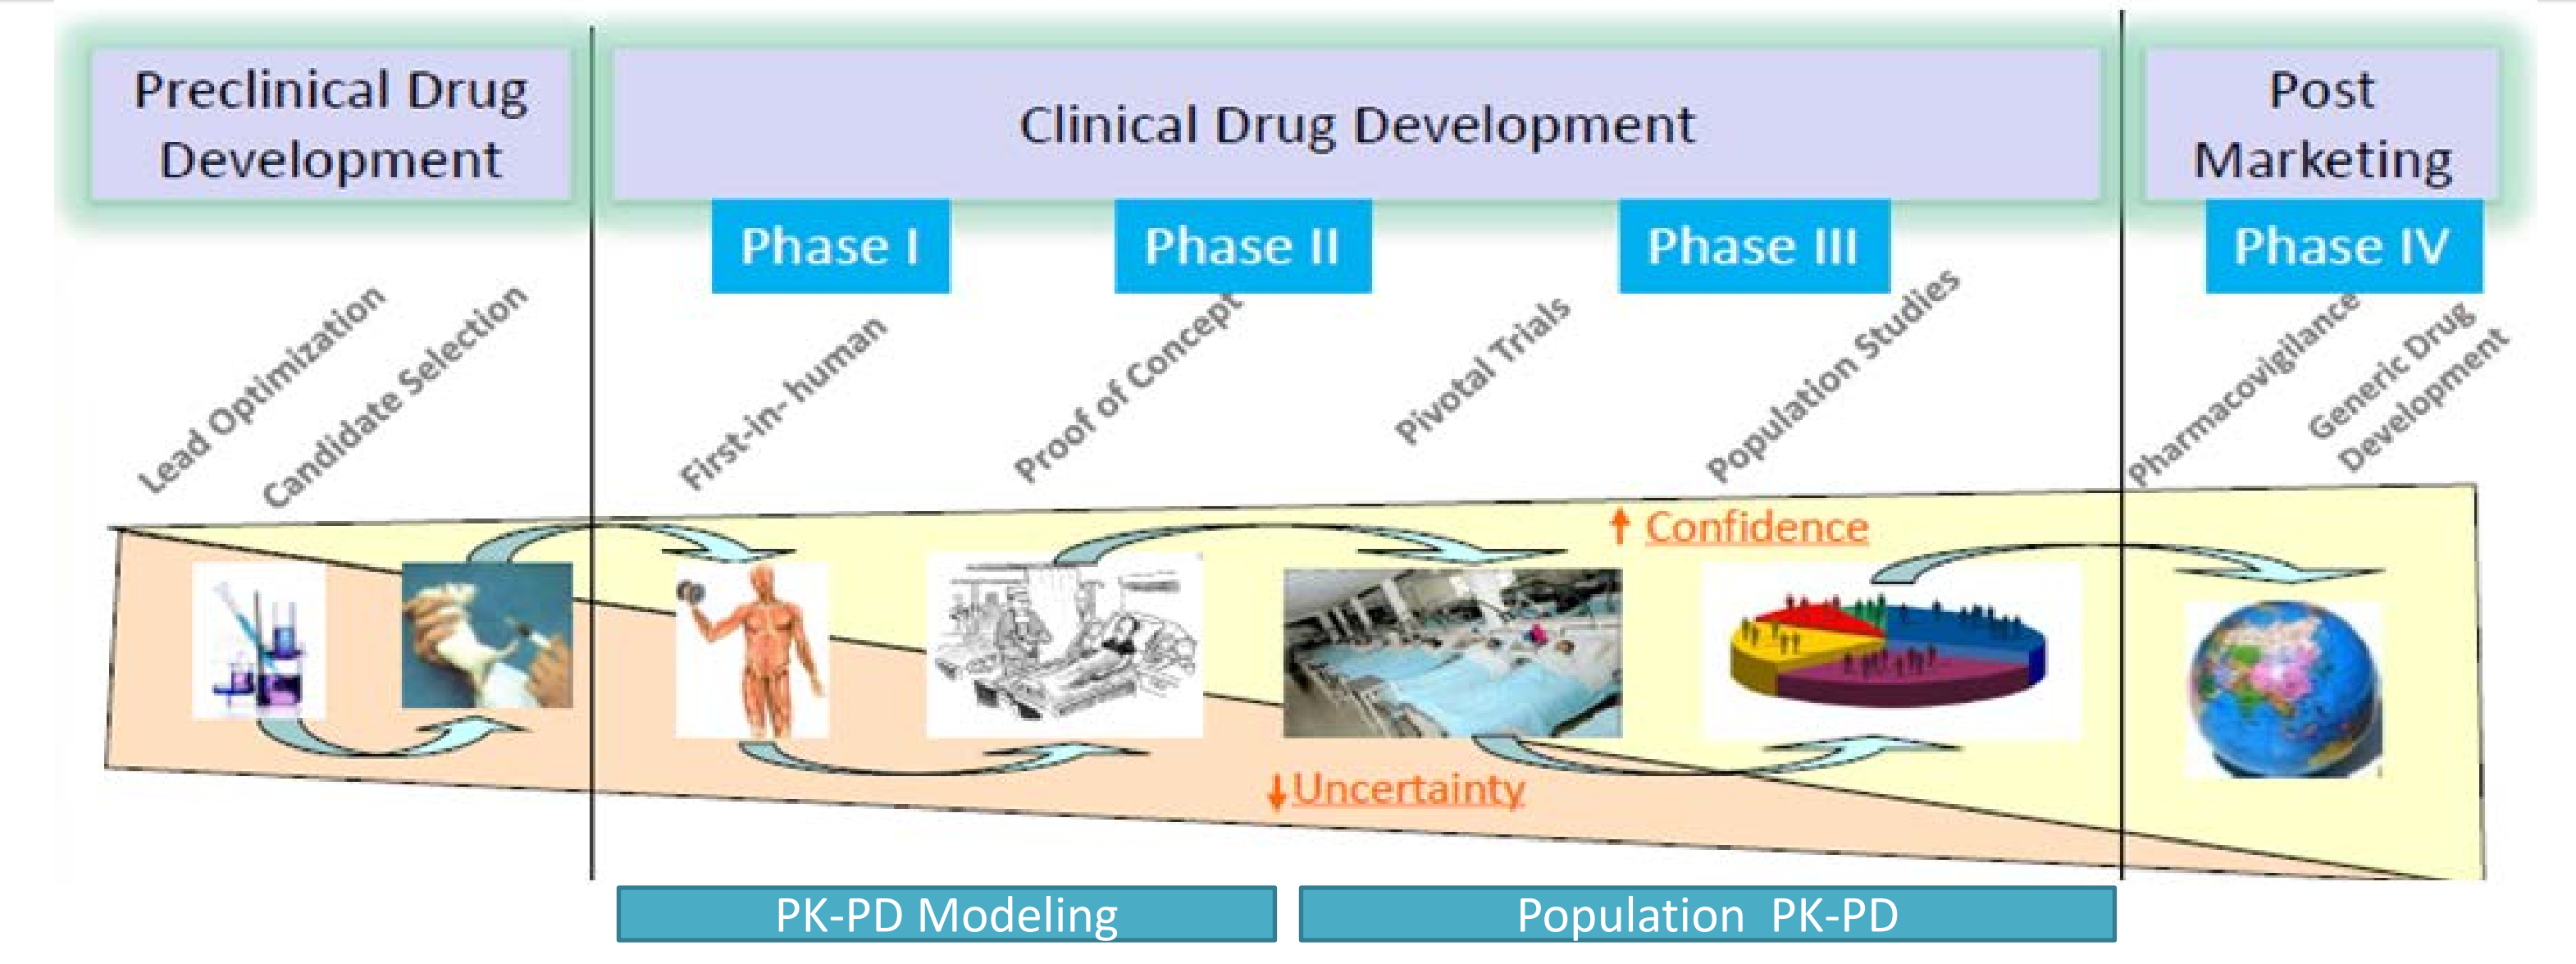 Preclinical Drug
Development
Clinical Drug Development
Post
Marketing
Phase I
Phase II
Phase III
Phase IV
Lead Optimization
Candidate Selection
First-in- human
Proof of Concept
Pivotal Trials
Population Studies
Pharmacovigilance
Generic Drug
Development
↑ Confidence
↓Uncertainty
PK-PD Modeling
Population PK-PD